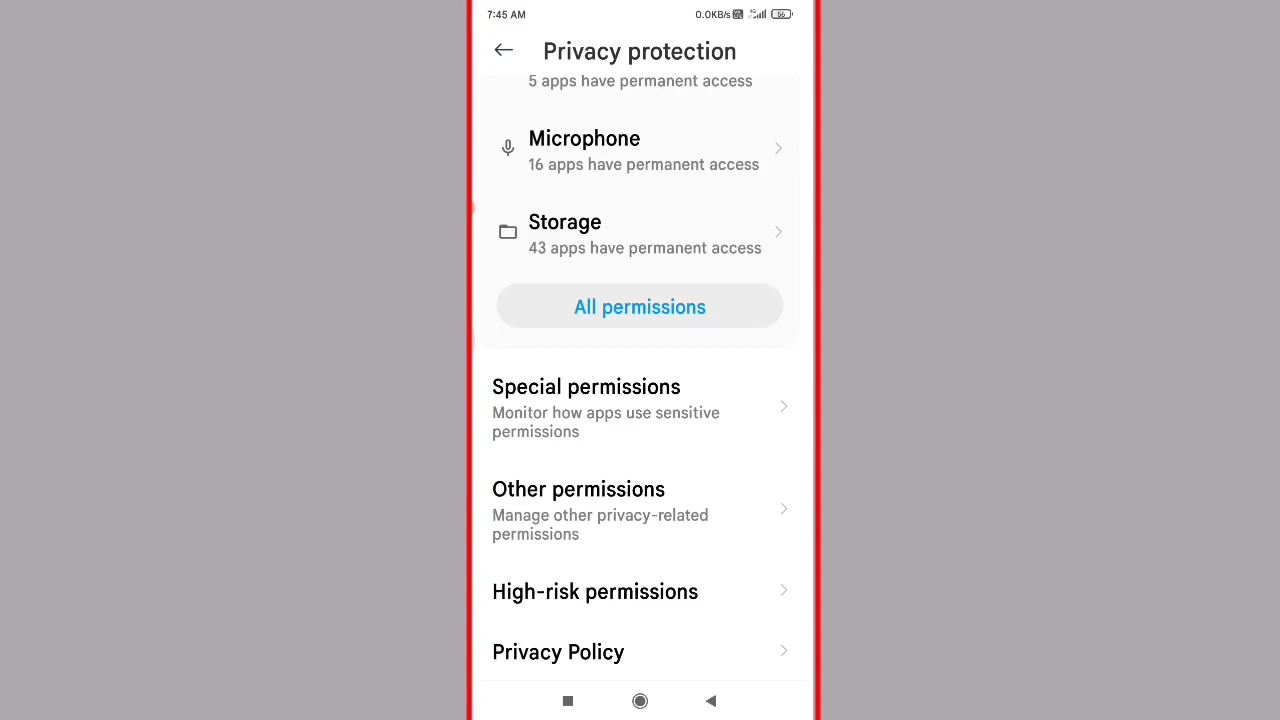 7:45 AM
0.0KB/s 4G 56
Privacy protection
5 apps have permanent access
Microphone
16 apps have permanent access
Storage
43 apps have permanent access
All permissions
Special permissions
Monitor how apps use sensitive
permissions
Other permissions
Manage other privacy-related
permissions
High-risk permissions
Privacy Policy